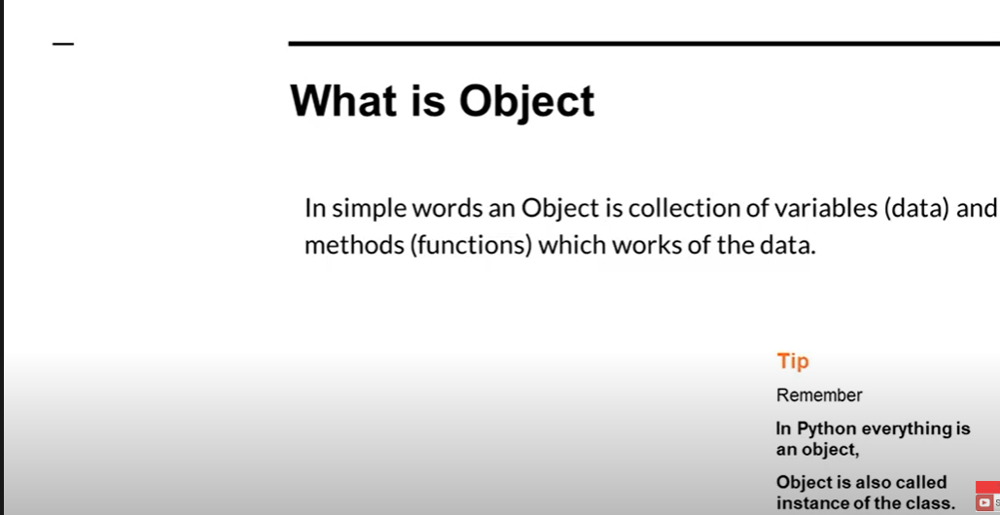 What is Object
In simple words an Object is collection of variables (data) and
methods (functions) which works of the data.
Tip
Remember
In Python everything is
an object,
Object is also called
instance of the class.